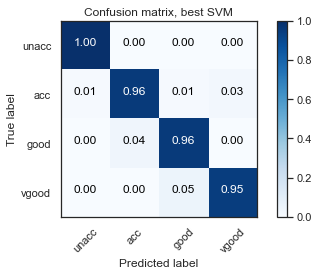 Confusion matrix, best SVM
1.0
unacc 1.00 0.00 0.00 0.00
0.8
acc 0.01 0.96 0.01 0.03
0.6
True label
0.4
good 0.00 0.04 0.96 0.00
0.2
vgood 0.00 0.00 0.05 0.95
0.0
unacc acc good vgood
Predicted label